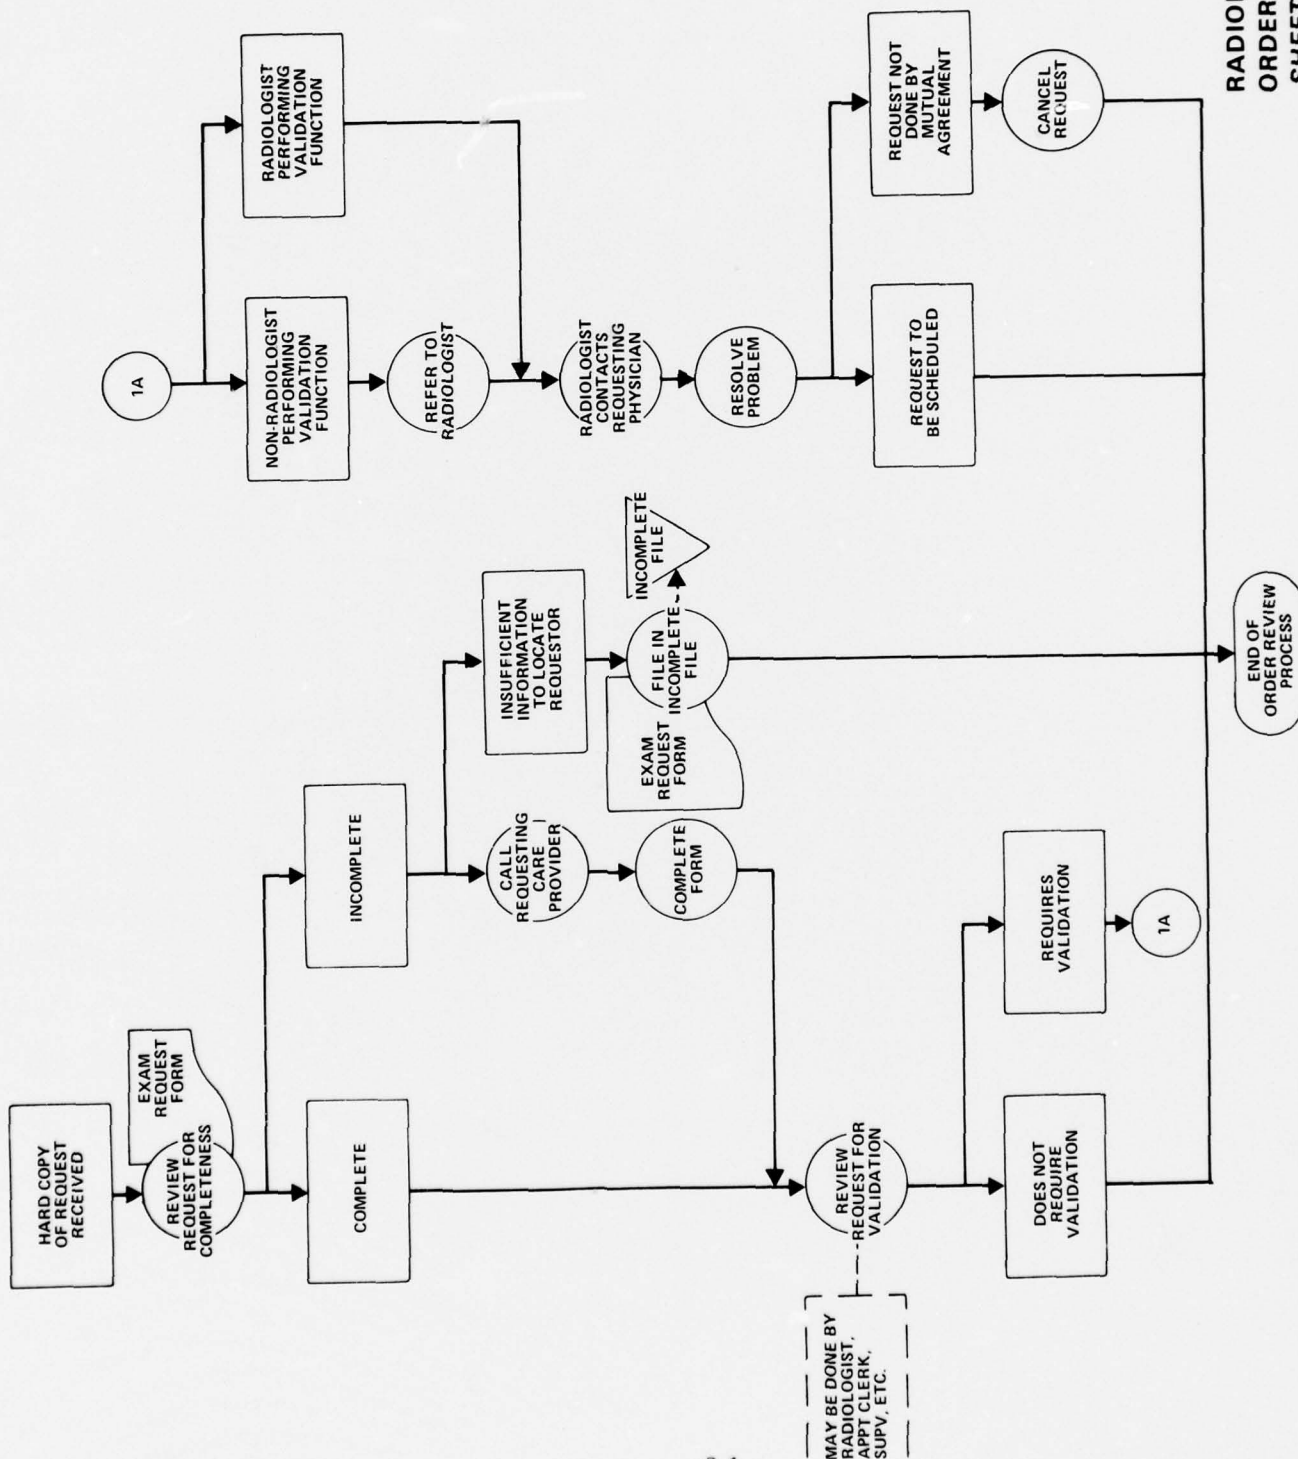 HARD COPY
OF REQUEST
RECEIVED
EXAM
REQUEST
FORM
REVIEW
REQUEST FOR
COMPLETENESS
COMPLETE
INCOMPLETE
CALL
REQUESTING
CARE
PROVIDER
COMPLETE
FORM
INSUFFICIENT
INFORMATION
TO LOCATE
REQUESTOR
EXAM
REQUEST
FORM
FILE IN
INCOMPLETE
FILE
INCOMPLETE
FILE
REVIEW
REQUEST FOR
VALIDATION
MAY BE DONE BY
RADIOLOGIST,
APPT CLERK,
SUPV, ETC.
DOES NOT
REQUIRE
VALIDATION
REQUIRES
VALIDATION
1A
1A
NON-RADIOLOGIST
PERFORMING
VALIDATION
FUNCTION
RADIOLOGIST
PERFORMING
VALIDATION
FUNCTION
REFER TO
RADIOLOGIST
RADIOLOGIST
CONTACTS
REQUESTING
PHYSICIAN
RESOLVE
PROBLEM
REQUEST TO
BE SCHEDULED
REQUEST NOT
DONE BY
MUTUAL
AGREEMENT
CANCEL
REQUEST
END OF
ORDER REVIEW
PROCESS
ORDER